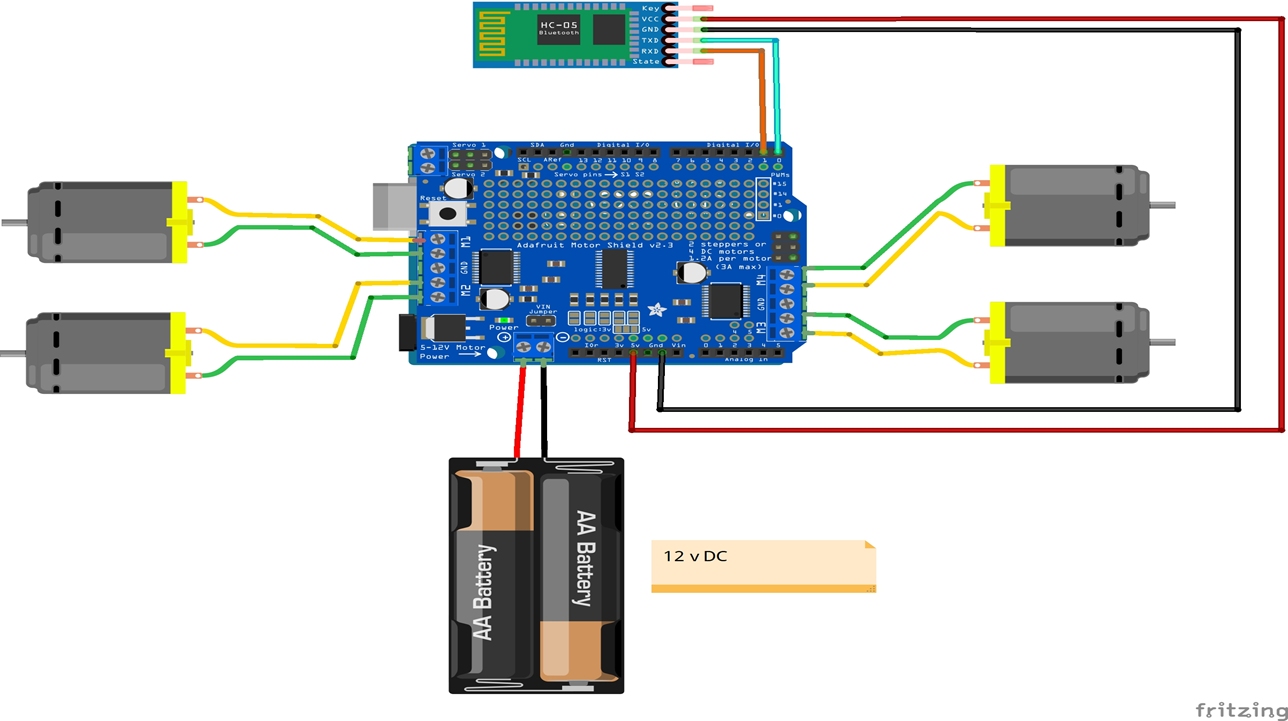 Key
VCC
GND
TXD
RXD
State
HC-05
Bluetooth
Servo 1
Servo 2
SDA Gnd Digital I/O Digital I/O
SCL ARef 13 12 11 10 9 8 7 6 5 4 3 2 1 0
Servo pins → S1 S2
PWMs
#15
#14
#1
#0
Reset
Adafruit Motor Shield v2.3
2 steppers or
4 DC motors
1.2A per motor
(3A max)
M1
GND
M2
M4
GND
M3
VIN
Jumper
Power
5-12V Motor
Power →
logic:3v 5v
IOr 3v 5v Gnd Vin
RST
4 5
0 1 2 3 4 5
Analog In
AA Battery
AA Battery
12 v DC
fritzing